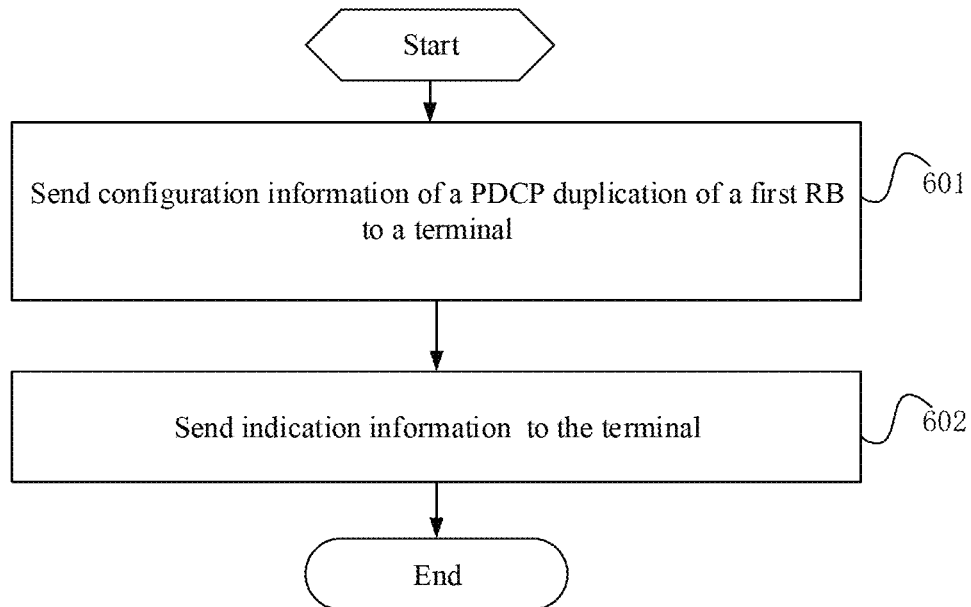 Start
Send configuration information of a PDCP duplication of a first RB
to a terminal
601
Send indication information to the terminal
602
End